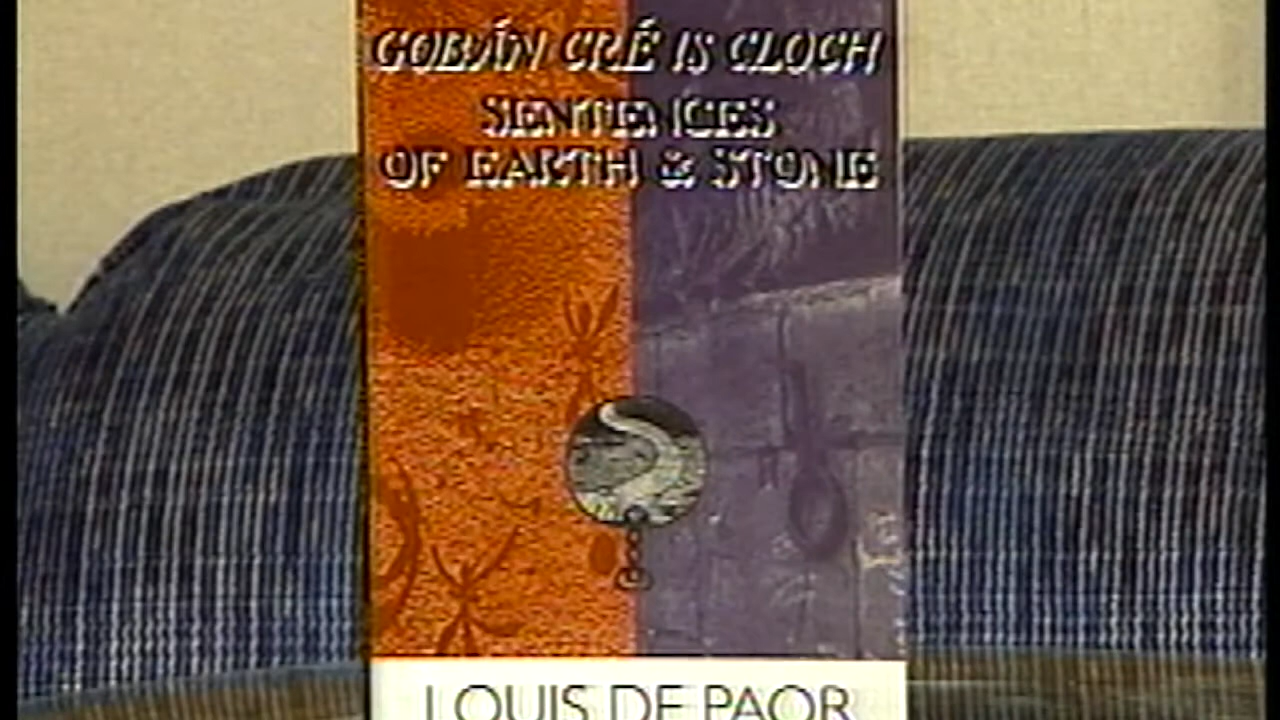 GOBÁN CRÉ IS CLOCH
SENTENCES
OF EARTH & STONE
LOUIS DE PAOR